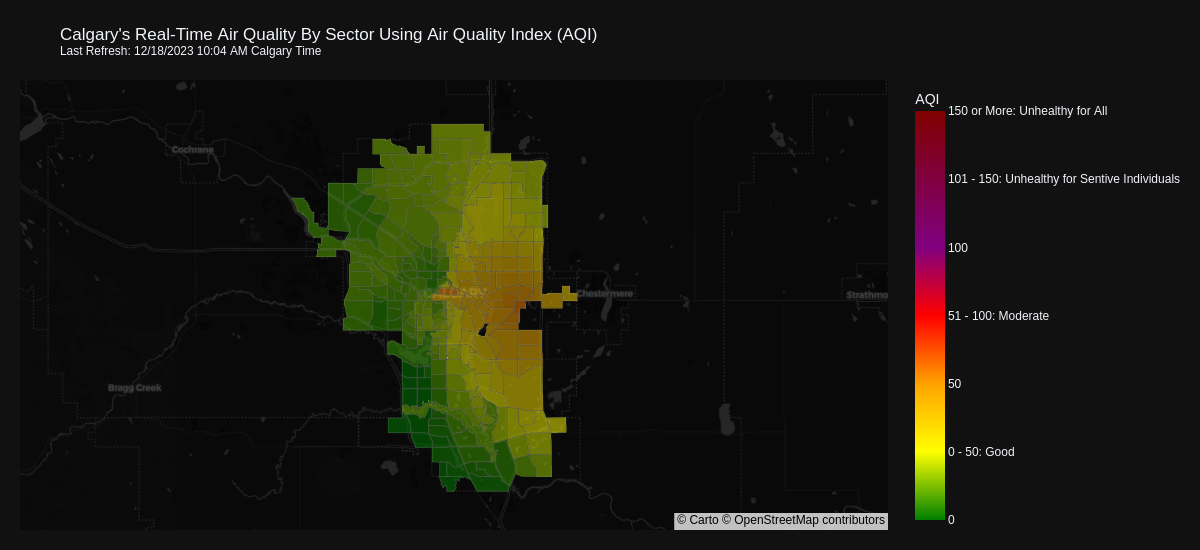 Calgary's Real-Time Air Quality By Sector Using Air Quality Index (AQI)
Last Refresh: 12/18/2023 10:04 AM Calgary Time
AQI
150 or More: Unhealthy for All
Cochrane
101 - 150: Unhealthy for Sentive Individuals
100
CALGARY
Chestermere
Strathmo
51 - 100: Moderate
50
Bragg Creek
0 - 50: Good
0
© Carto © OpenStreetMap contributors